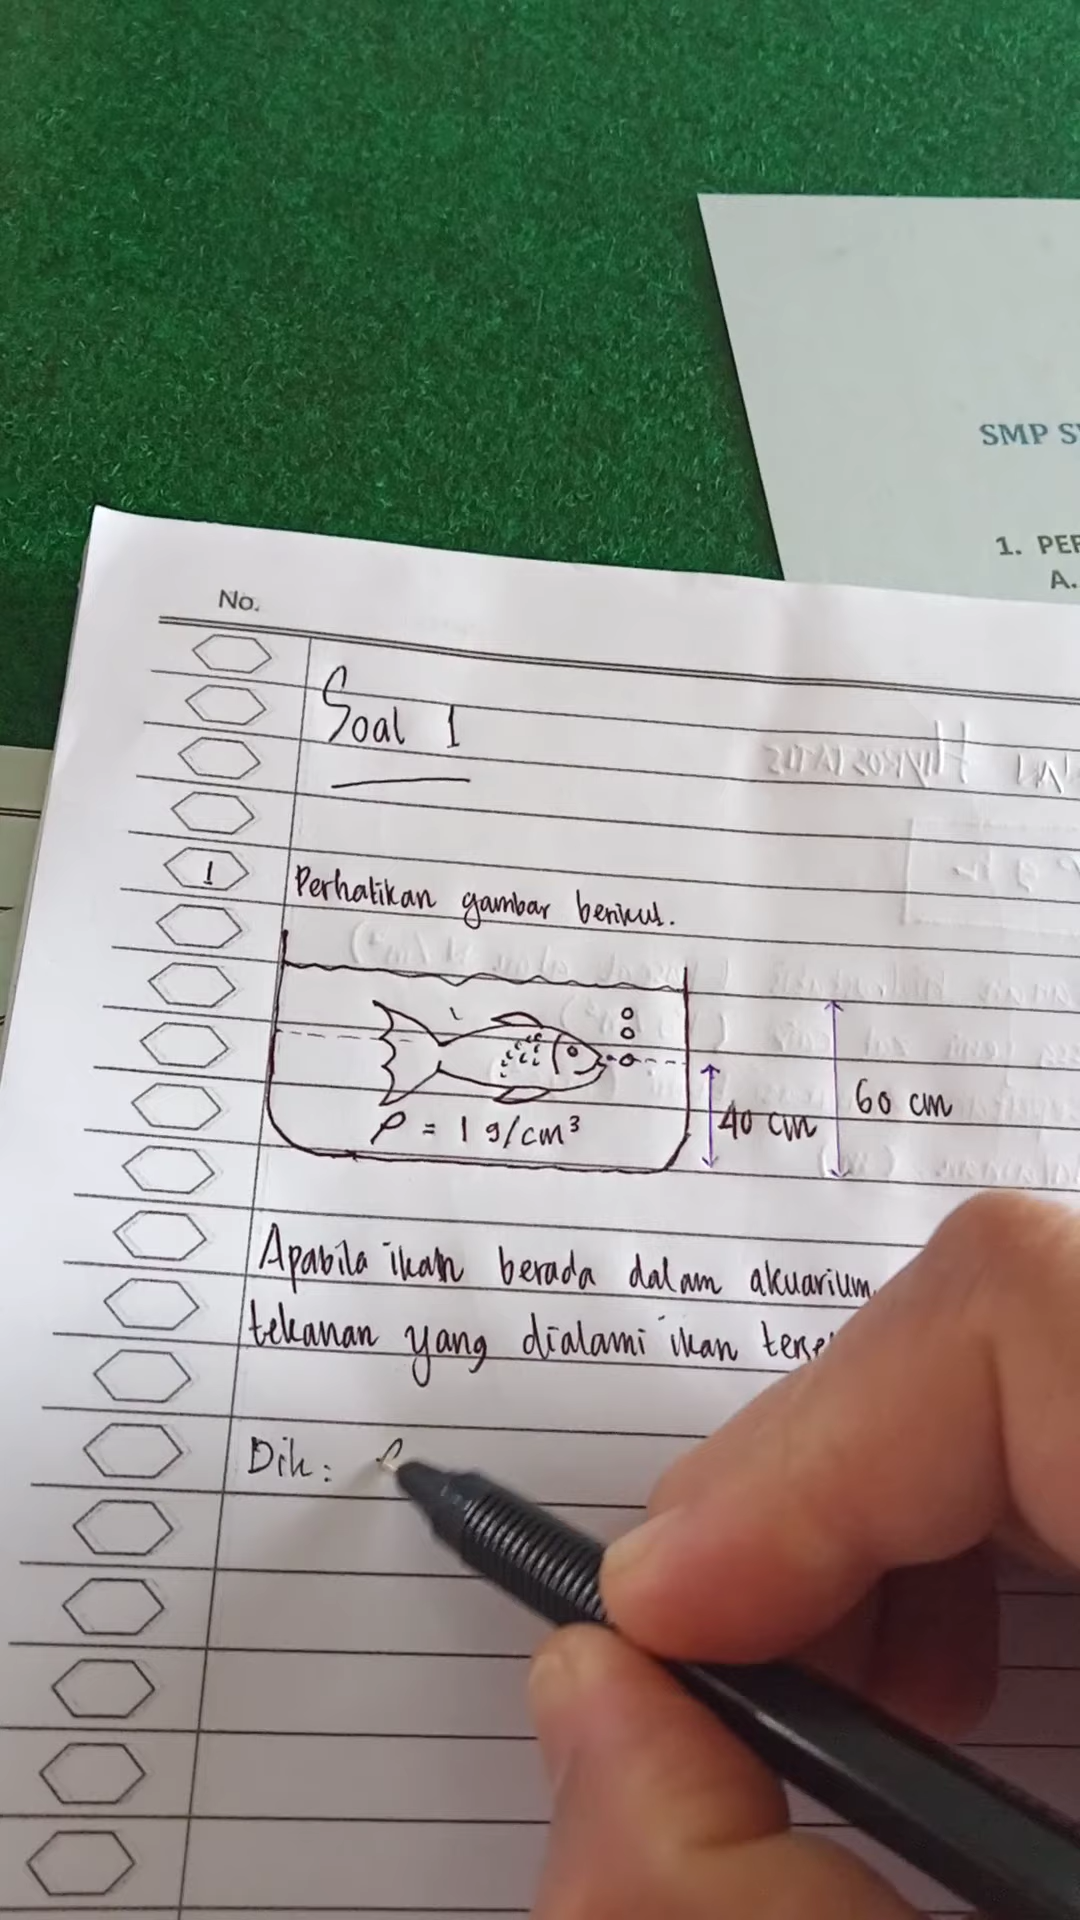 SMP
1. PE
A.
No.
Soal 1
1 Perhatikan gambar berikut.
60 cm
40 cm
ρ = 1 g/cm³
Apabila ikan berada dalam akuarium,
tekanan yang dialami ikan
Dik: ρ